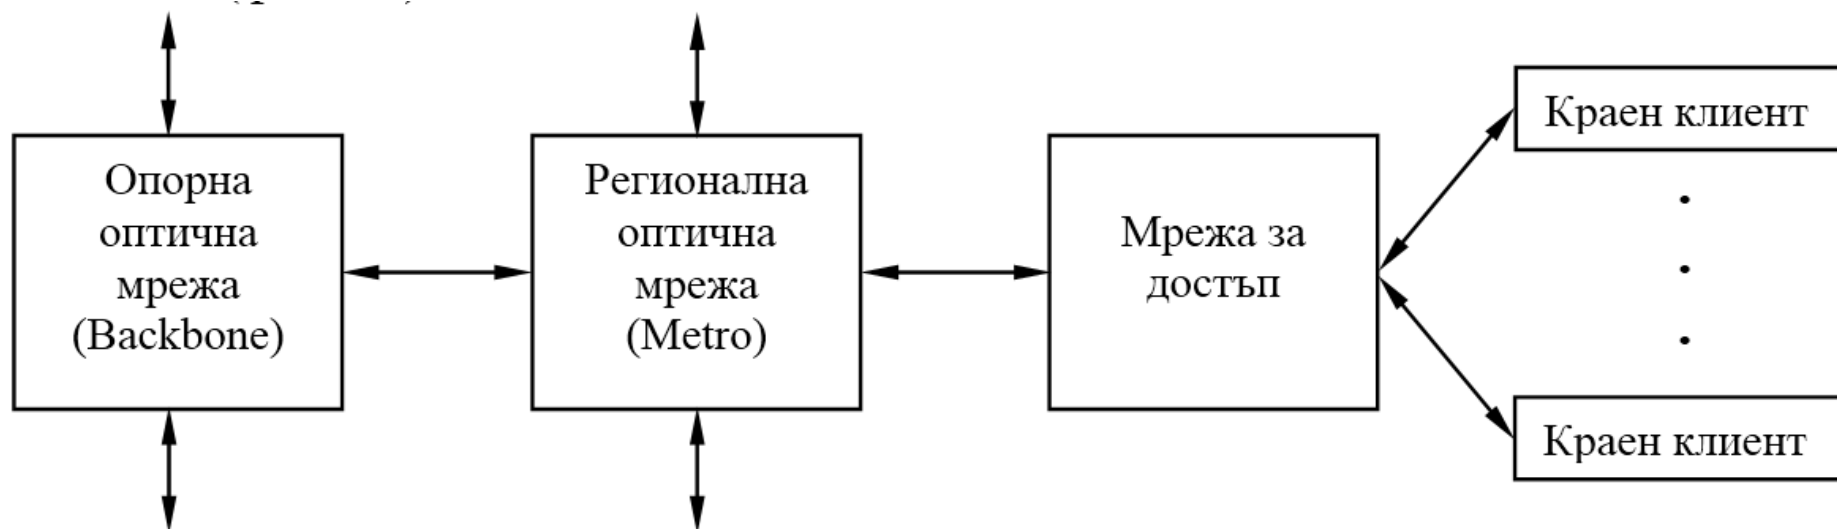 Опорна
оптична
мрежа
(Backbone)
Регионална
оптична
мрежа
(Metro)
Мрежа за
достъп
Краен клиент
Краен клиент